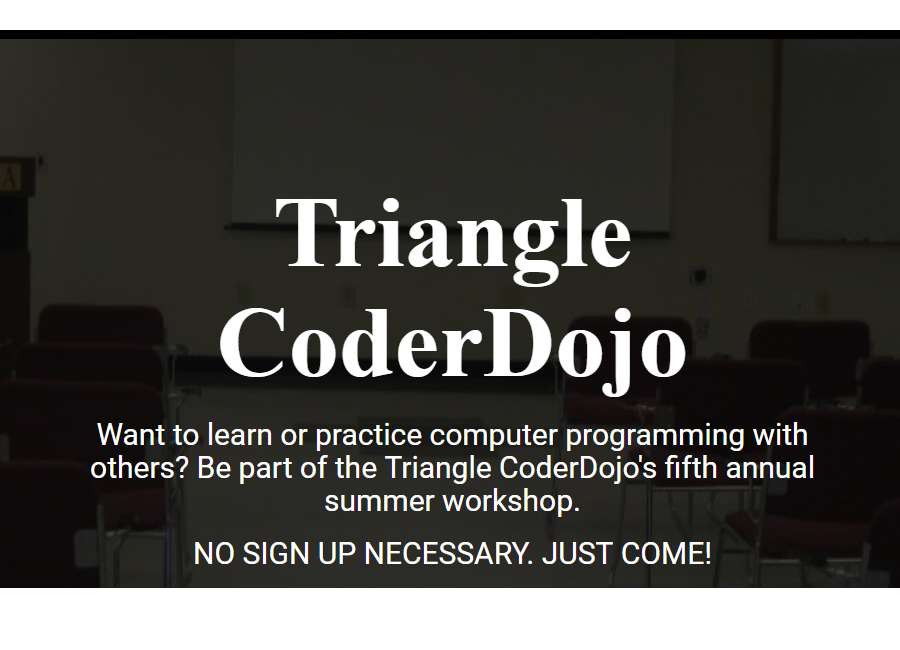 Triangle
CoderDojo
Want to learn or practice computer programming with
others? Be part of the Triangle CoderDojo's fifth annual
summer workshop.
NO SIGN UP NECESSARY. JUST COME!